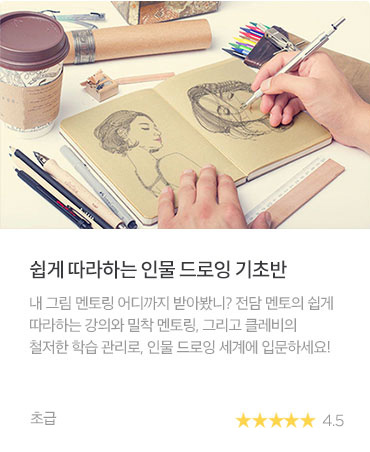 쉽게 따라하는 인물 드로잉 기초반
내 그림 멘토링 어디까지 받아봤니? 전담 멘토의 쉽게
따라하는 강의와 밀착 멘토링, 그리고 클레비의
철저한 학습 관리로, 인물 드로잉 세계에 입문하세요!
초급
4.5